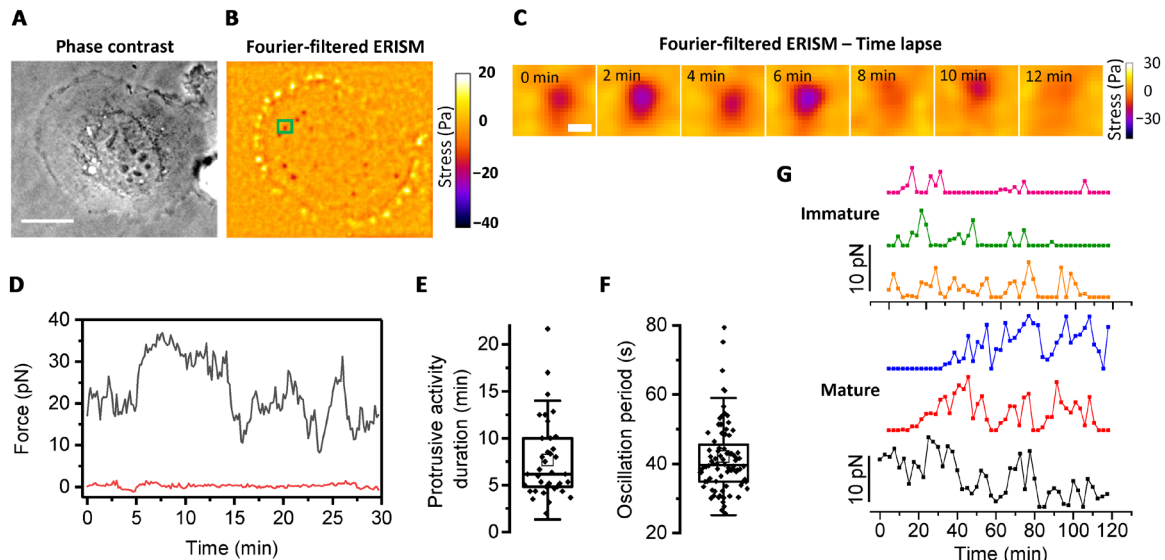 A
Phase contrast
B
Fourier-filtered ERISM
20
0
−20
−40
Stress (Pa)
C
Fourier-filtered ERISM – Time lapse
0 min
2 min
4 min
6 min
8 min
10 min
12 min
30
0
−30
Stress (Pa)
D
Force (pN)
40
30
20
10
0
0
5
10
15
20
25
30
Time (min)
E
Protrusive activity
duration (min)
20
15
10
5
0
F
Oscillation period (s)
80
60
40
20
G
Immature
10 pN
Mature
10 pN
0
20
40
60
80
100
120
Time (min)